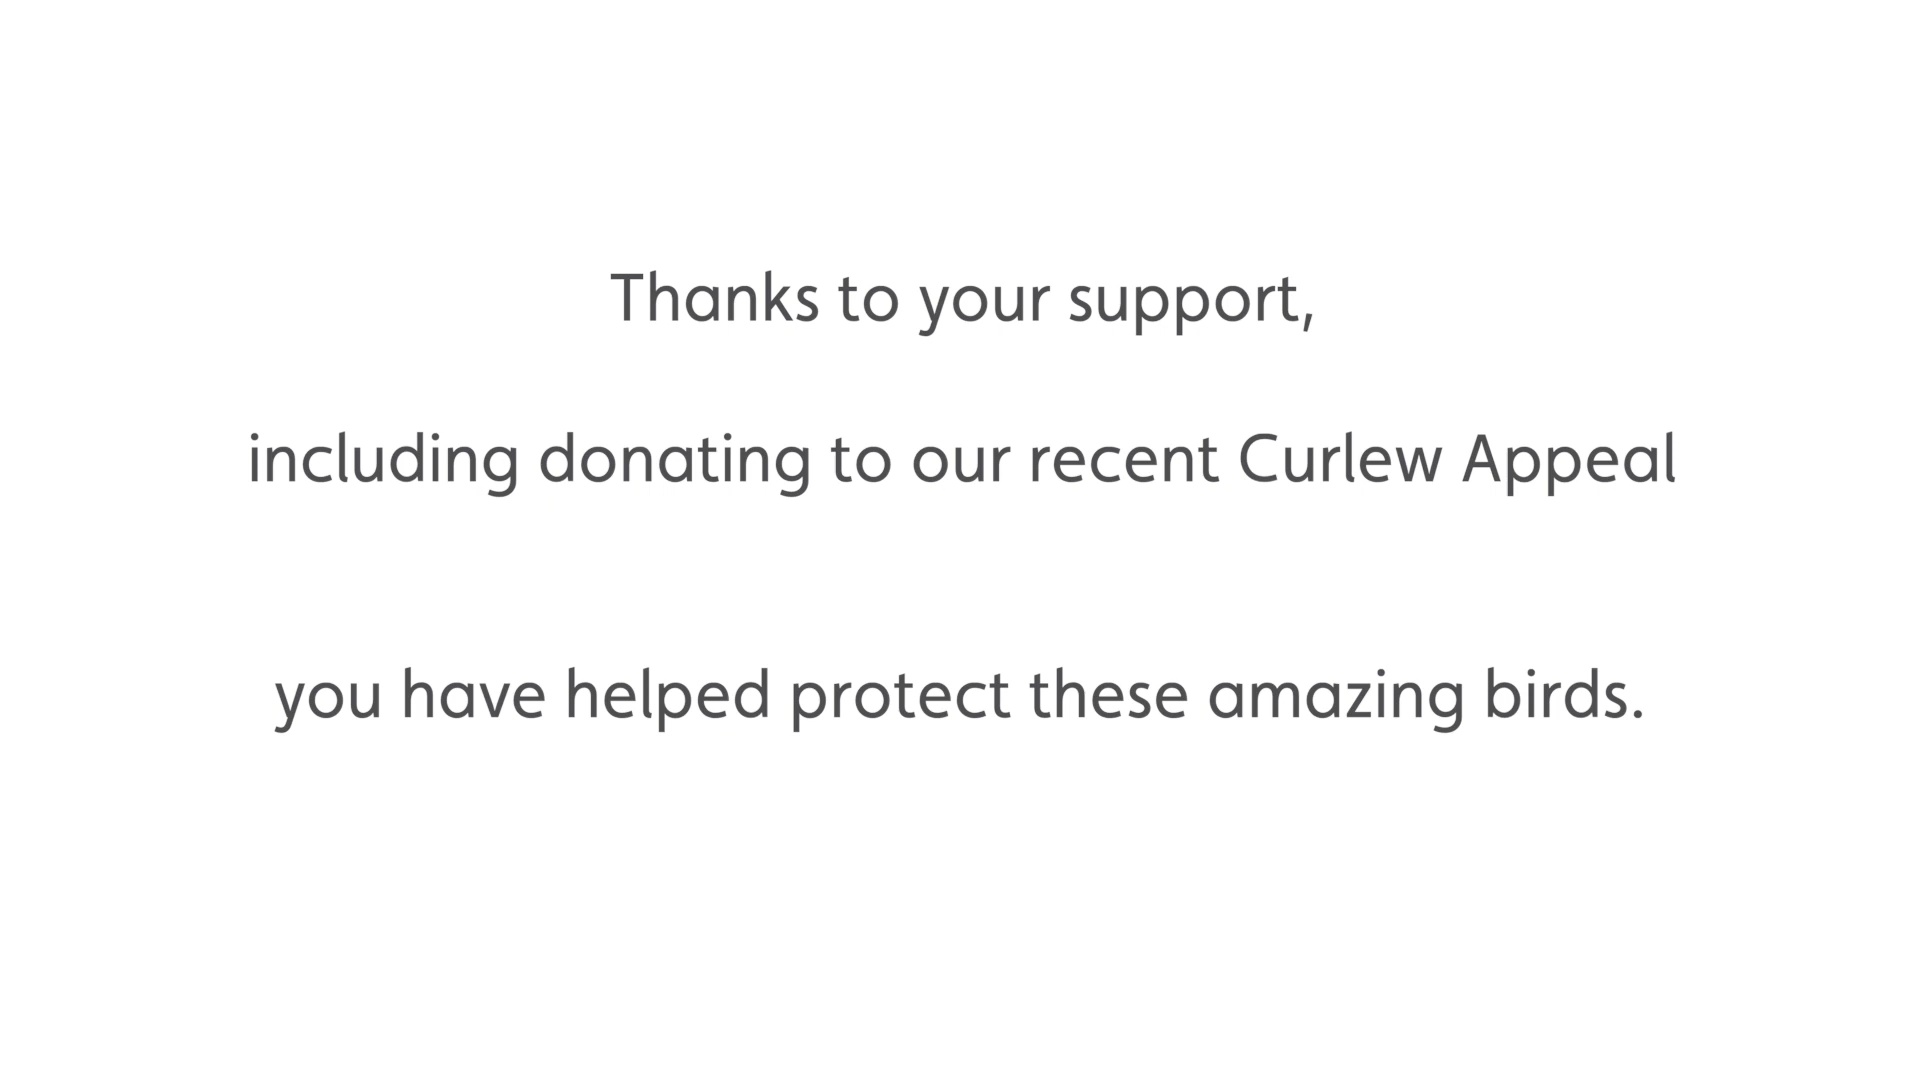 Thanks to your support,
including donating to our recent Curlew Appeal
you have helped protect these amazing birds.